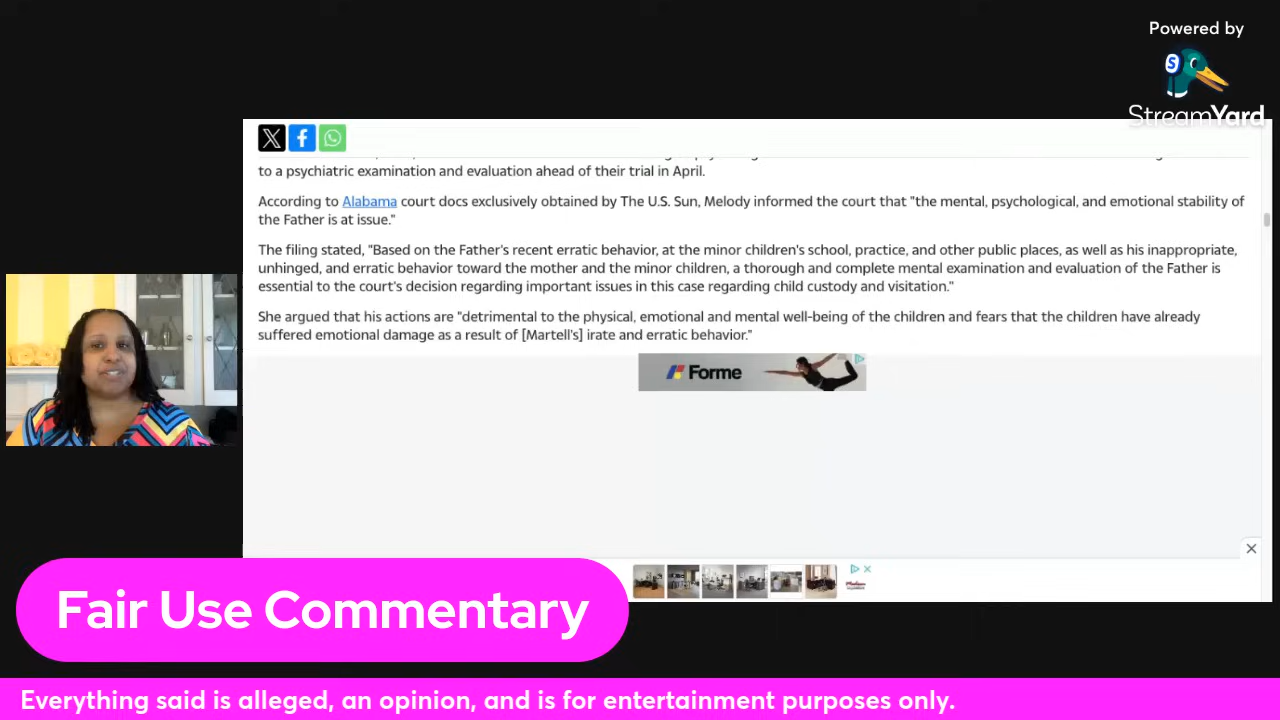 Powered by
S
StreamYard
to a psychiatric examination and evaluation ahead of their trial in April.
According to Alabama court docs exclusively obtained by The U.S. Sun, Melody informed the court that "the mental, psychological, and emotional stability of
the Father is at issue."
The filing stated, "Based on the Father's recent erratic behavior, at the minor children's school, practice, and other public places, as well as his inappropriate,
unhinged, and erratic behavior toward the mother and the minor children, a thorough and complete mental examination and evaluation of the Father is
essential to the court's decision regarding important issues in this case regarding child custody and visitation."
She argued that his actions are "detrimental to the physical, emotional and mental well-being of the children and fears that the children have already
suffered emotional damage as a result of [Martell's] irate and erratic behavior."
Forme
Fair Use Commentary
Everything said is alleged, an opinion, and is for entertainment purposes only.